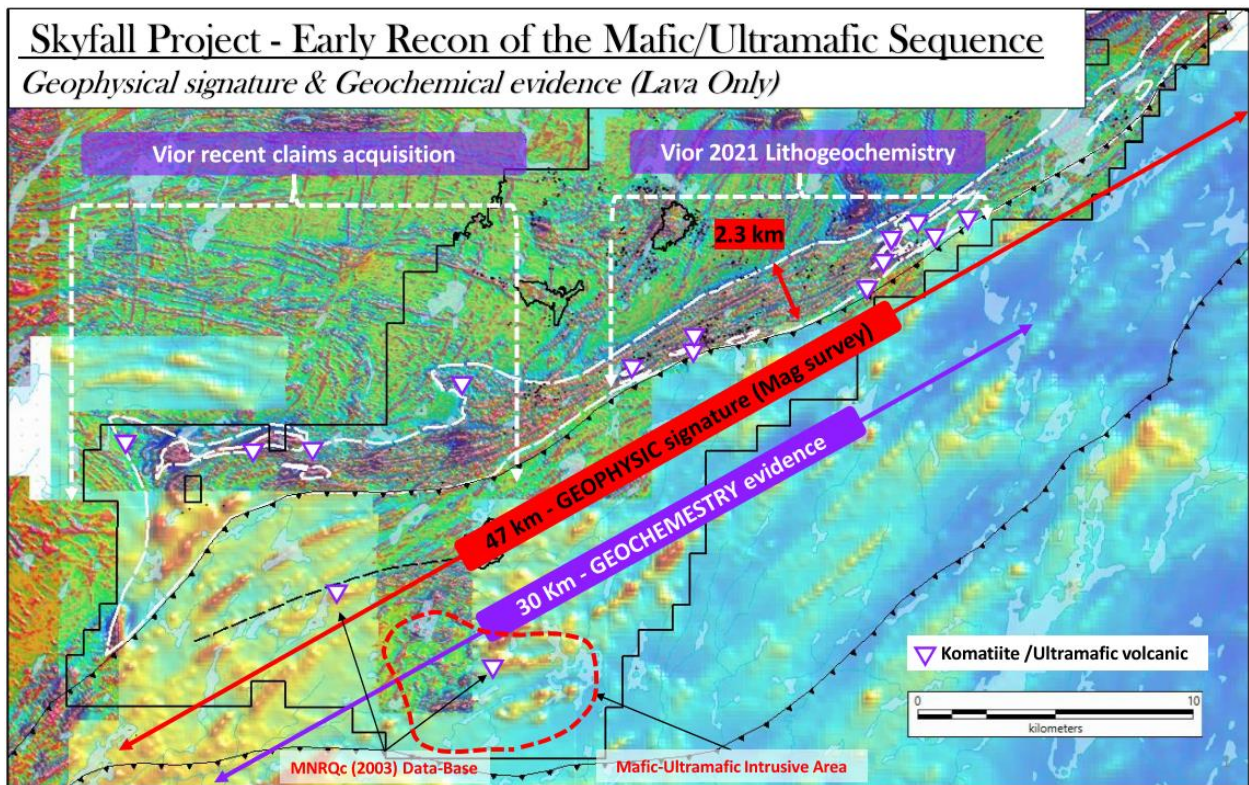 Skyfall Project - Early Recon of the Mafic/Ultramafic Sequence
Geophysical signature & Geochemical evidence (Lava Only)
Vior recent claims acquisition
Vior 2021 Lithogeochemistry
2.3 km
47 km - GEOPHYSIC signature (Mag survey)
30 Km - GEOCHEMESTRY evidence
Komatiite /Ultramafic volcanic
0 10
kilometers
MNRQc (2003) Data-Base
Mafic-Ultramafic Intrusive Area